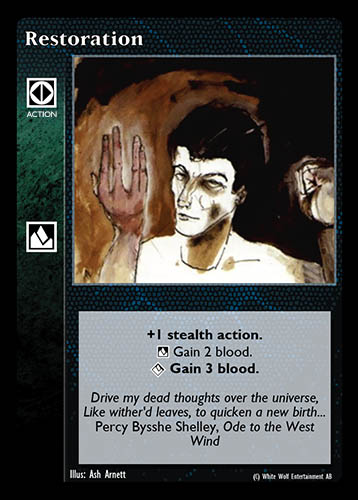 Restoration
ACTION
+1 stealth action.
Gain 2 blood.
Gain 3 blood.
Drive my dead thoughts over the universe,
Like wither'd leaves, to quicken a new birth...
Percy Bysshe Shelley, Ode to the West
Wind
Illus: Ash Arnett
(C) White Wolf Entertainment AB